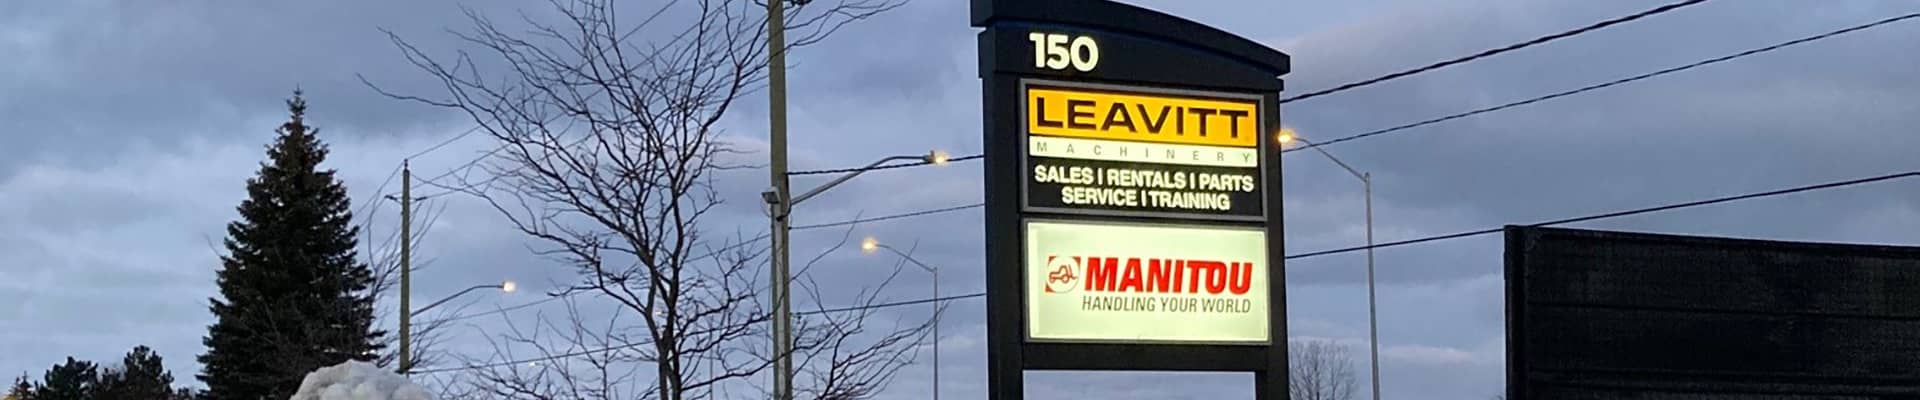 150
LEAVITT
MACHINERY
SALES | RENTALS | PARTS
SERVICE | TRAINING
MANITOU
HANDLING YOUR WORLD